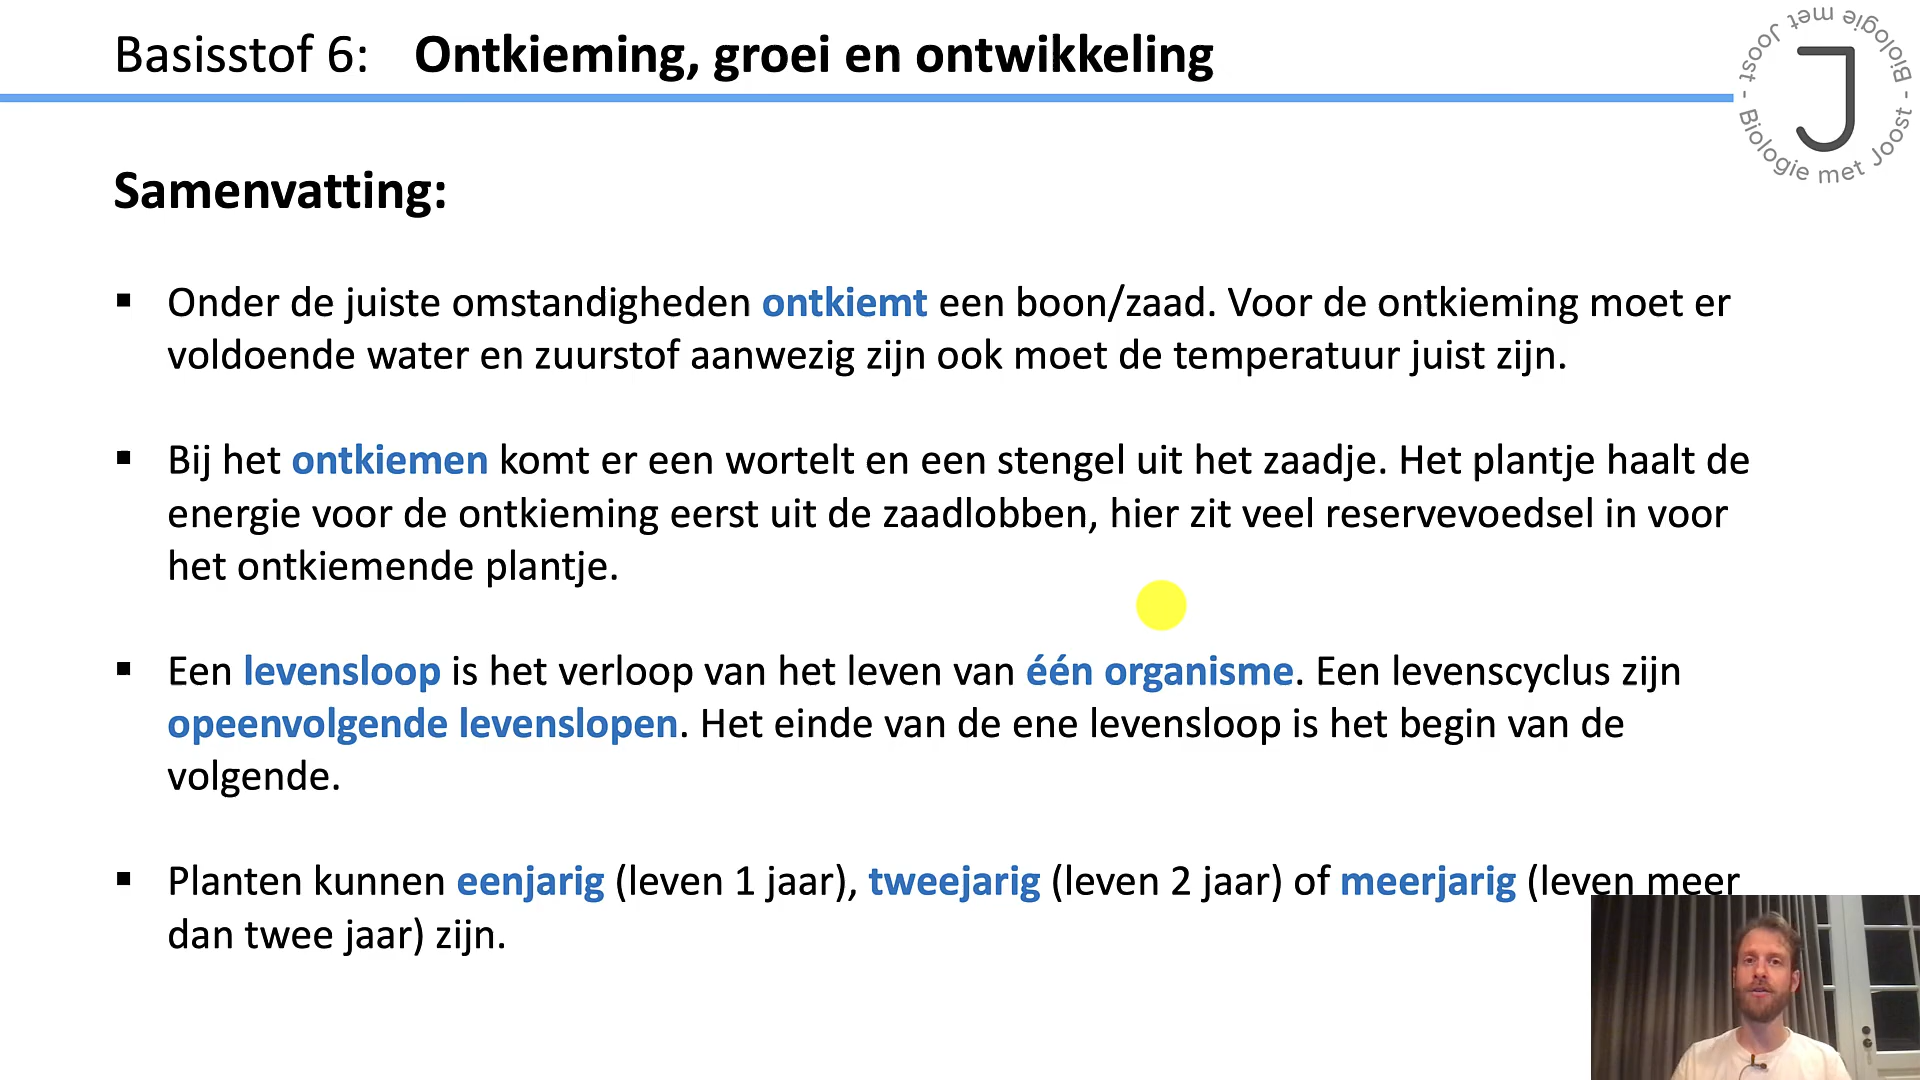 Basisstof 6: Ontkieming, groei en ontwikkeling
Biologie met Joost - Biologie met Joost -
J
Samenvatting:
▪ Onder de juiste omstandigheden ontkiemt een boon/zaad. Voor de ontkieming moet er
voldoende water en zuurstof aanwezig zijn ook moet de temperatuur juist zijn.
▪ Bij het ontkiemen komt er een wortelt en een stengel uit het zaadje. Het plantje haalt de
energie voor de ontkieming eerst uit de zaadlobben, hier zit veel reservevoedsel in voor
het ontkiemende plantje.
▪ Een levensloop is het verloop van het leven van één organisme. Een levenscyclus zijn
opeenvolgende levenslopen. Het einde van de ene levensloop is het begin van de
volgende.
▪ Planten kunnen eenjarig (leven 1 jaar), tweejarig (leven 2 jaar) of meerjarig (leven meer
dan twee jaar) zijn.